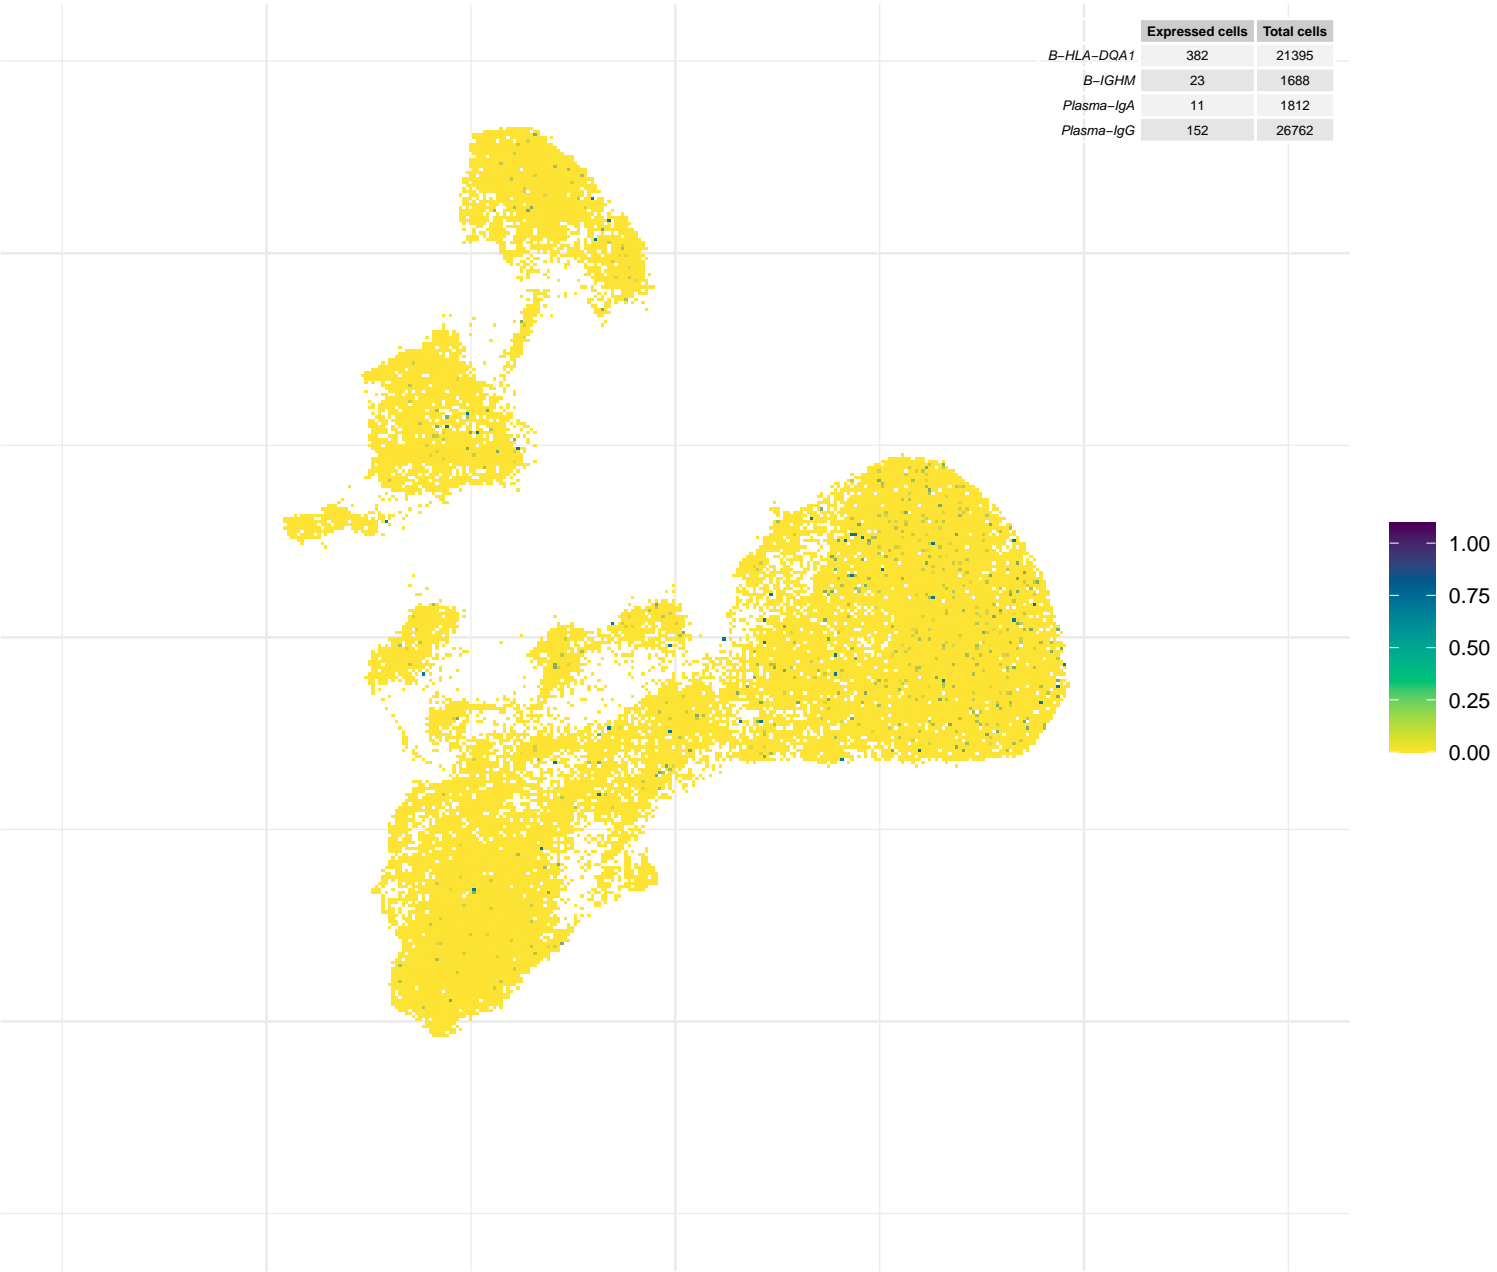 Expressed cells Total cells
B−HLA−DQA1 382 21395
B−IGHM 23 1688
Plasma−IgA 11 1812
Plasma−IgG 152 26762
1.00
0.75
0.50
0.25
0.00